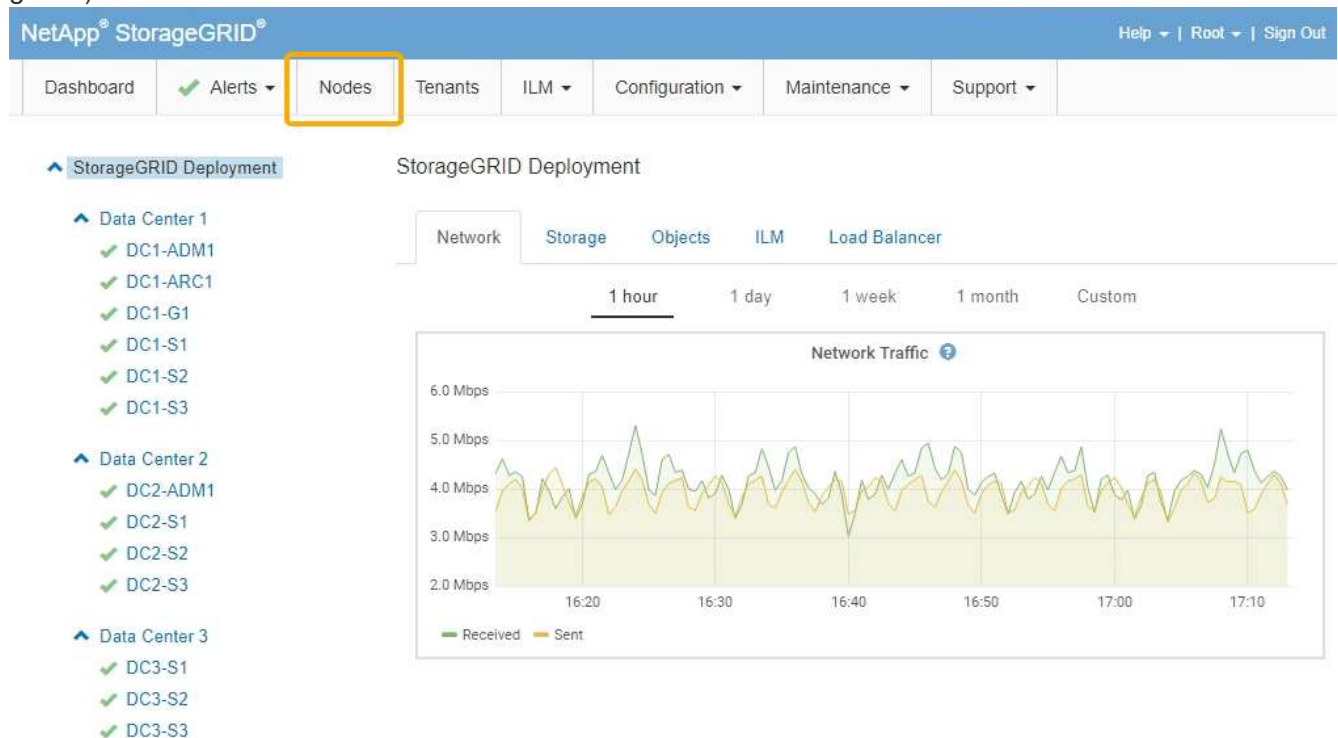 NetApp® StorageGRID®
Help | Root | Sign Out
Dashboard Alerts Nodes Tenants ILM Configuration Maintenance Support
StorageGRID Deployment
Data Center 1
DC1-ADM1
DC1-ARC1
DC1-G1
DC1-S1
DC1-S2
DC1-S3
Data Center 2
DC2-ADM1
DC2-S1
DC2-S2
DC2-S3
Data Center 3
DC3-S1
DC3-S2
DC3-S3
StorageGRID Deployment
Network Storage Objects ILM Load Balancer
1 hour 1 day 1 week 1 month Custom
Network Traffic ?
6.0 Mbps
5.0 Mbps
4.0 Mbps
3.0 Mbps
2.0 Mbps
16:20 16:30 16:40 16:50 17:00 17:10
Received Sent